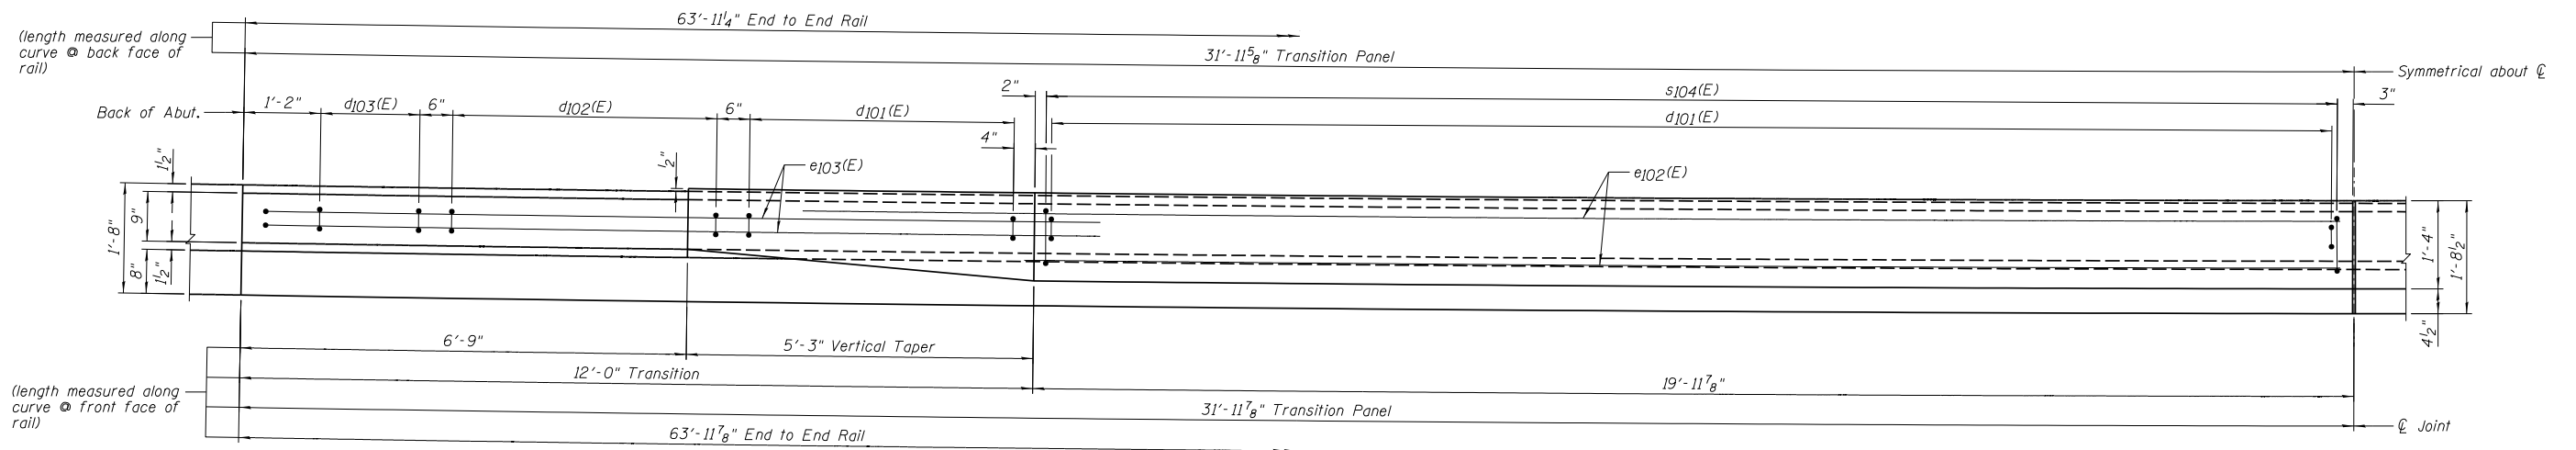 63'-11¼" End to End Rail
(length measured along
curve @ back face of
rail)
31'-11⅝" Transition Panel
Symmetrical about ℄
2"
s104(E)
3"
1'-2"
d103(E)
6"
d102(E)
6"
d101(E)
d101(E)
Back of Abut.
4"
1½"
½"
e103(E)
e102(E)
1'-8"
9"
8"
1½"
1'-4"
1'-8½"
4½"
6'-9"
5'-3" Vertical Taper
12'-0" Transition
19'-11⅞"
(length measured along
curve @ front face of
rail)
31'-11⅞" Transition Panel
63'-11⅞" End to End Rail
℄ Joint